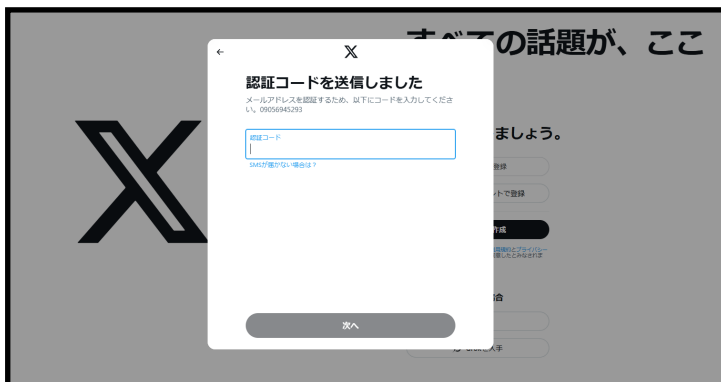 すべての話題が、ここ
認証コードを送信しました
メールアドレスを認証するため、以下にコードを入力してくださ
い。09056945293
認証コード
SMSが届かない場合は？
次へ
ましょう。
登録
トで登録
作成
場合
入手